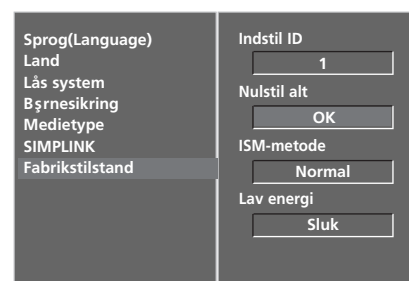 Sprog(Language)
Land
Lås system
Bşrnesikring
Medietype
SIMPLINK
Fabrikstilstand
Indstil ID
1
Nulstil alt
OK
ISM-metode
Normal
Lav energi
Sluk